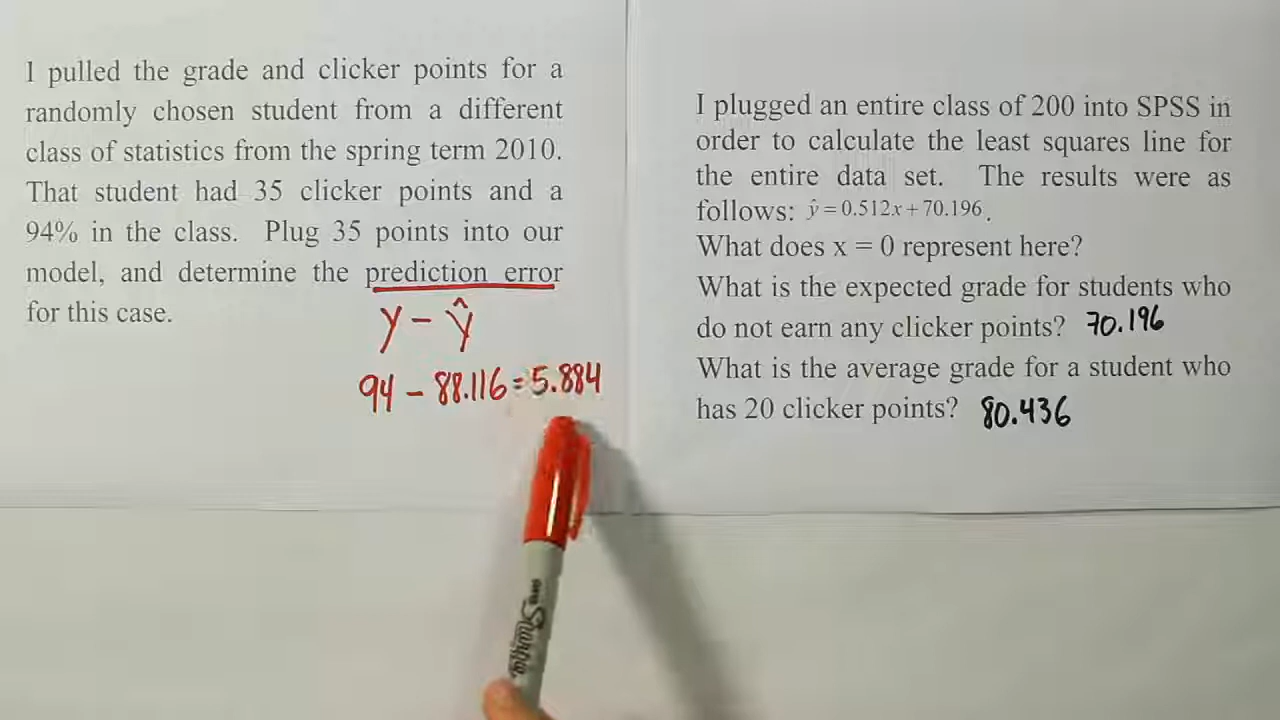 I pulled the grade and clicker points for a
randomly chosen student from a different
class of statistics from the spring term 2010.
That student had 35 clicker points and a
94% in the class. Plug 35 points into our
model, and determine the prediction error
for this case.
y - ŷ
94 - 88.116 = 5.884
I plugged an entire class of 200 into SPSS in
order to calculate the least squares line for
the entire data set. The results were as
follows: ŷ = 0.512x + 70.196.
What does x = 0 represent here?
What is the expected grade for students who
do not earn any clicker points? 70.196
What is the average grade for a student who
has 20 clicker points? 80.436
Sharpie